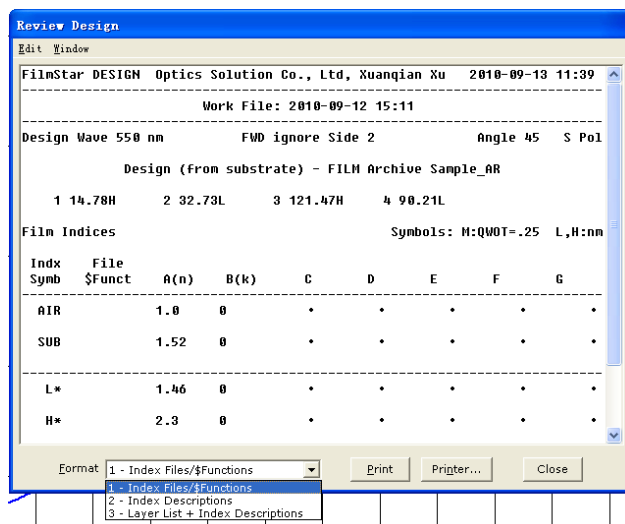 Review Design
Edit Window
FilmStar DESIGN Optics Solution Co., Ltd, Xuanqian Xu 2010-09-13 11:39
Work File: 2010-09-12 15:11
Design Wave 550 nm FWD ignore Side 2 Angle 45 S Pol
Design (from substrate) - FILM Archive Sample_AR
1 14.78H 2 32.73L 3 121.47H 4 90.21L
Film Indices Symbols: M:QWOT=.25 L,H:nm
Indx File
Symb $Funct A(n) B(k) C D E F G
AIR 1.0 0 • • • • •
SUB 1.52 0 • • • • •
L* 1.46 0 • • • • •
H* 2.3 0 • • • • •
Format 1 - Index Files/$Functions Print Printer... Close
1 - Index Files/$Functions
2 - Index Descriptions
3 - Layer List + Index Descriptions